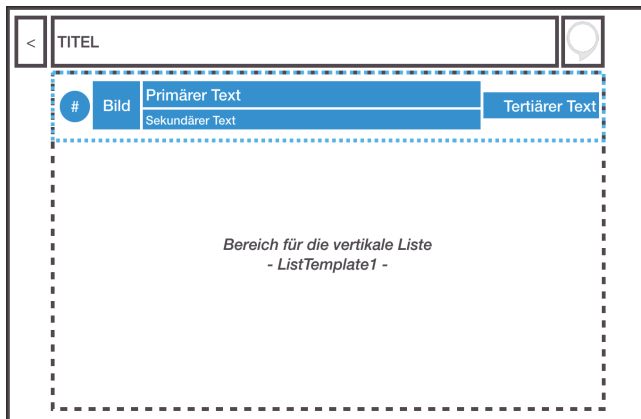 <
TITEL
#
Bild
Primärer Text
Sekundärer Text
Tertiärer Text
Bereich für die vertikale Liste
- ListTemplate1 -